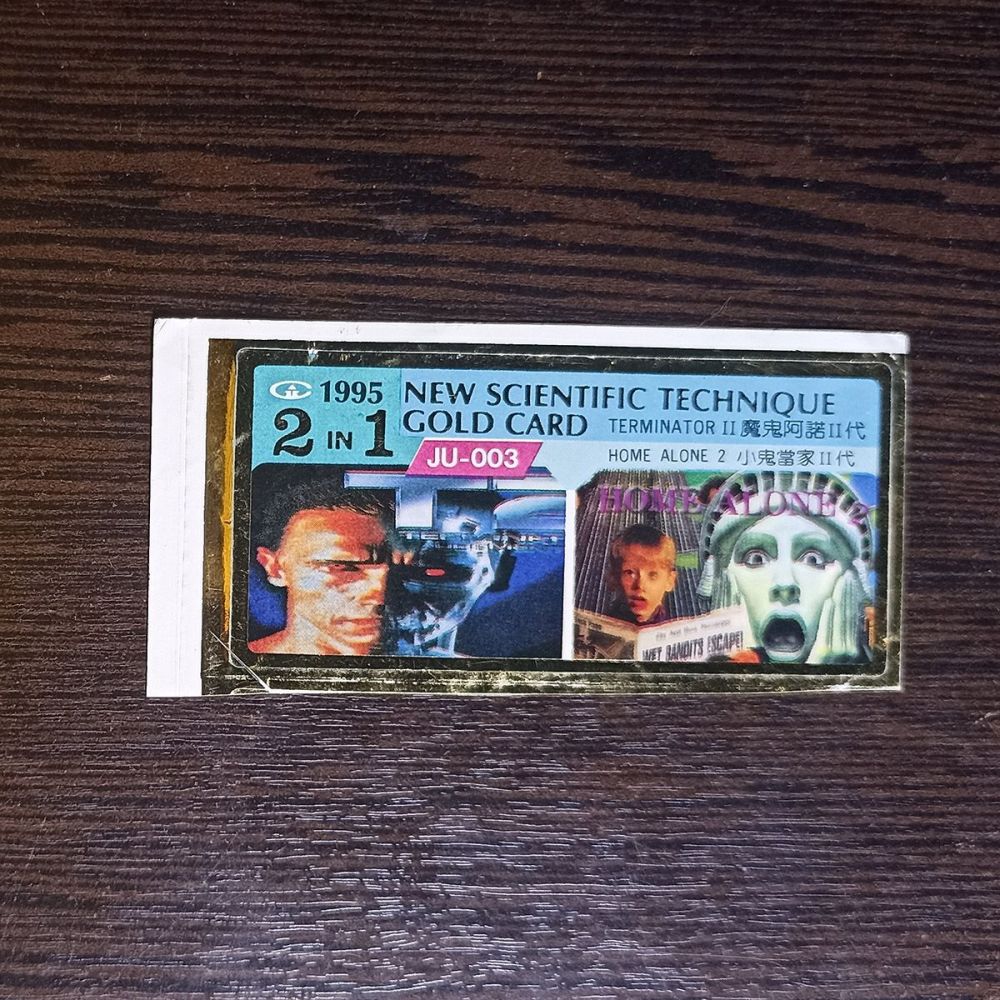 1995
2 IN 1
NEW SCIENTIFIC TECHNIQUE
GOLD CARD
TERMINATOR II 魔鬼阿諾II代
JU-003
HOME ALONE 2 小鬼當家II代
HOME ALONE 2
WET BANDITS ESCAPE!